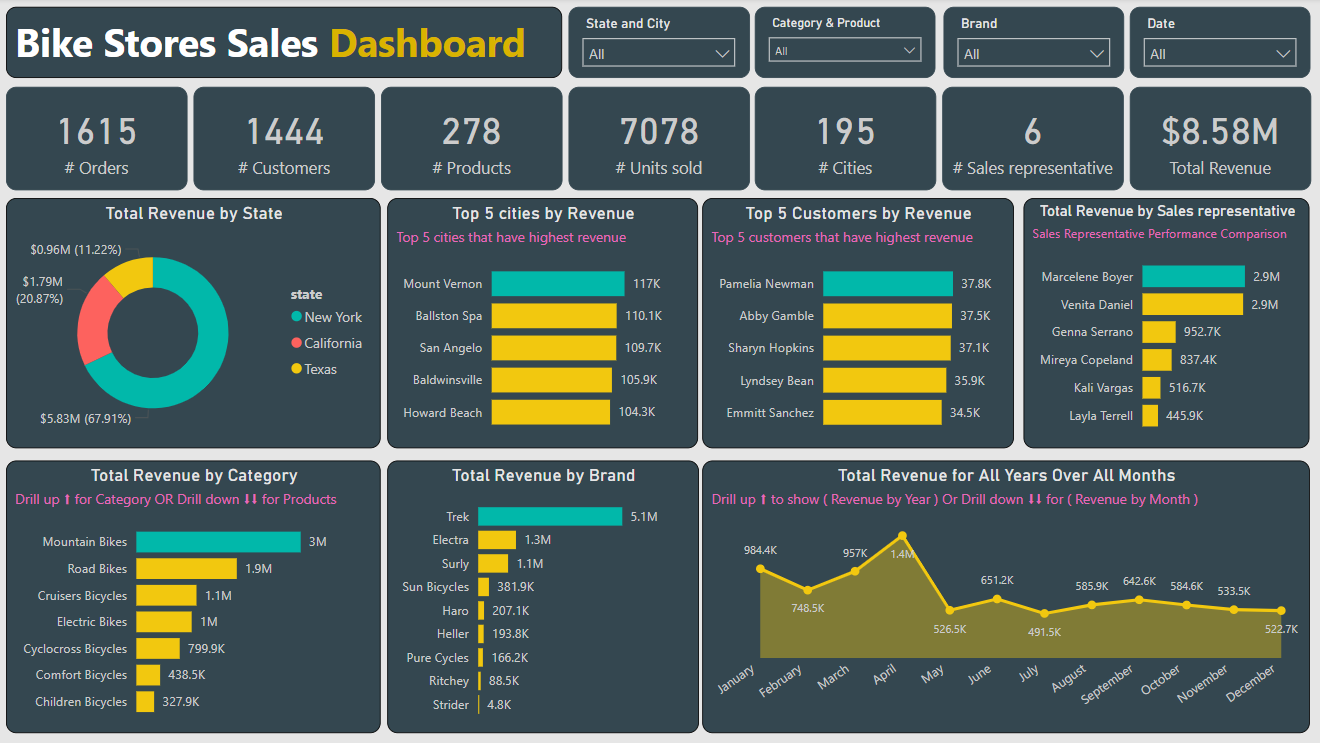 Bike Stores Sales Dashboard
State and City
All
Category & Product
All
Brand
All
Date
All
1615
# Orders
1444
# Customers
278
# Products
7078
# Units sold
195
# Cities
6
# Sales representative
$8.58M
Total Revenue
Total Revenue by State
$0.96M (11.22%)
$1.79M
(20.87%)
$5.83M (67.91%)
state
New York
California
Texas
Top 5 cities by Revenue
Top 5 cities that have highest revenue
Mount Vernon 117K
Ballston Spa 110.1K
San Angelo 109.7K
Baldwinsville 105.9K
Howard Beach 104.3K
Top 5 Customers by Revenue
Top 5 customers that have highest revenue
Pamelia Newman 37.8K
Abby Gamble 37.5K
Sharyn Hopkins 37.1K
Lyndsey Bean 35.9K
Emmitt Sanchez 34.5K
Total Revenue by Sales representative
Sales Representative Performance Comparison
Marcelene Boyer 2.9M
Venita Daniel 2.9M
Genna Serrano 952.7K
Mireya Copeland 837.4K
Kali Vargas 516.7K
Layla Terrell 445.9K
Total Revenue by Category
Drill up ⬆ for Category OR Drill down ⬇⬇ for Products
Mountain Bikes 3M
Road Bikes 1.9M
Cruisers Bicycles 1.1M
Electric Bikes 1M
Cyclocross Bicycles 799.9K
Comfort Bicycles 438.5K
Children Bicycles 327.9K
Total Revenue by Brand
Trek 5.1M
Electra 1.3M
Surly 1.1M
Sun Bicycles 381.9K
Haro 207.1K
Heller 193.8K
Pure Cycles 166.2K
Ritchey 88.5K
Strider 4.8K
Total Revenue for All Years Over All Months
Drill up ⬆ to show ( Revenue by Year ) Or Drill down ⬇⬇ for ( Revenue by Month )
984.4K
748.5K
957K
1.4M
526.5K
651.2K
491.5K
585.9K
642.6K
584.6K
533.5K
522.7K
January
February
March
April
May
June
July
August
September
October
November
December